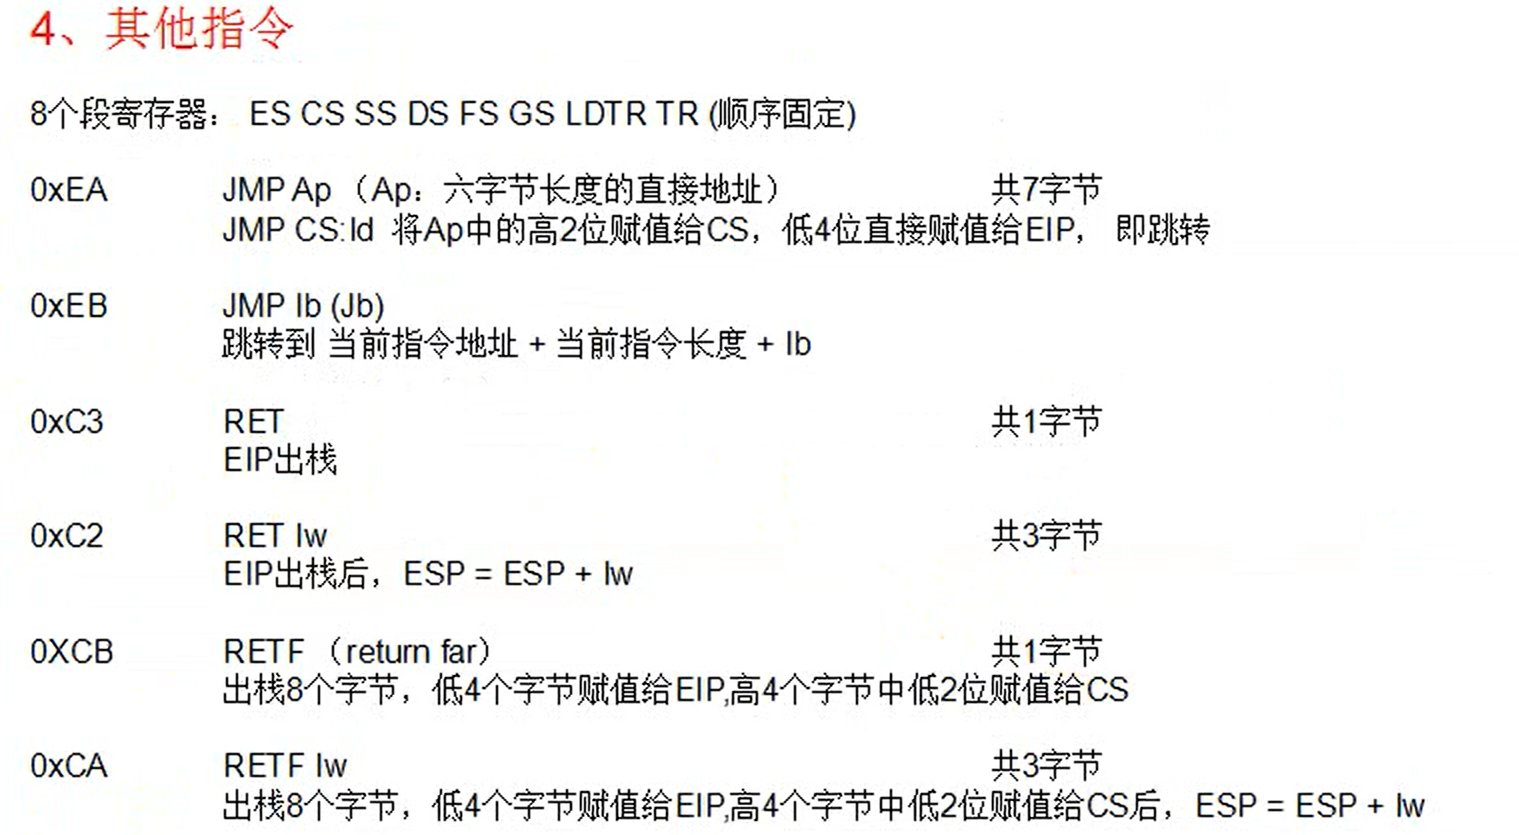 4、其他指令
8个段寄存器： ES CS SS DS FS GS LDTR TR (顺序固定)
0xEA JMP Ap （Ap：六字节长度的直接地址） 共7字节
JMP CS:Id 将Ap中的高2位赋值给CS，低4位直接赋值给EIP， 即跳转
0xEB JMP Ib (Jb)
跳转到 当前指令地址 + 当前指令长度 + Ib
0xC3 RET 共1字节
EIP出栈
0xC2 RET Iw 共3字节
EIP出栈后，ESP = ESP + Iw
0XCB RETF （return far） 共1字节
出栈8个字节，低4个字节赋值给EIP,高4个字节中低2位赋值给CS
0xCA RETF Iw 共3字节
出栈8个字节，低4个字节赋值给EIP,高4个字节中低2位赋值给CS后，ESP = ESP + Iw